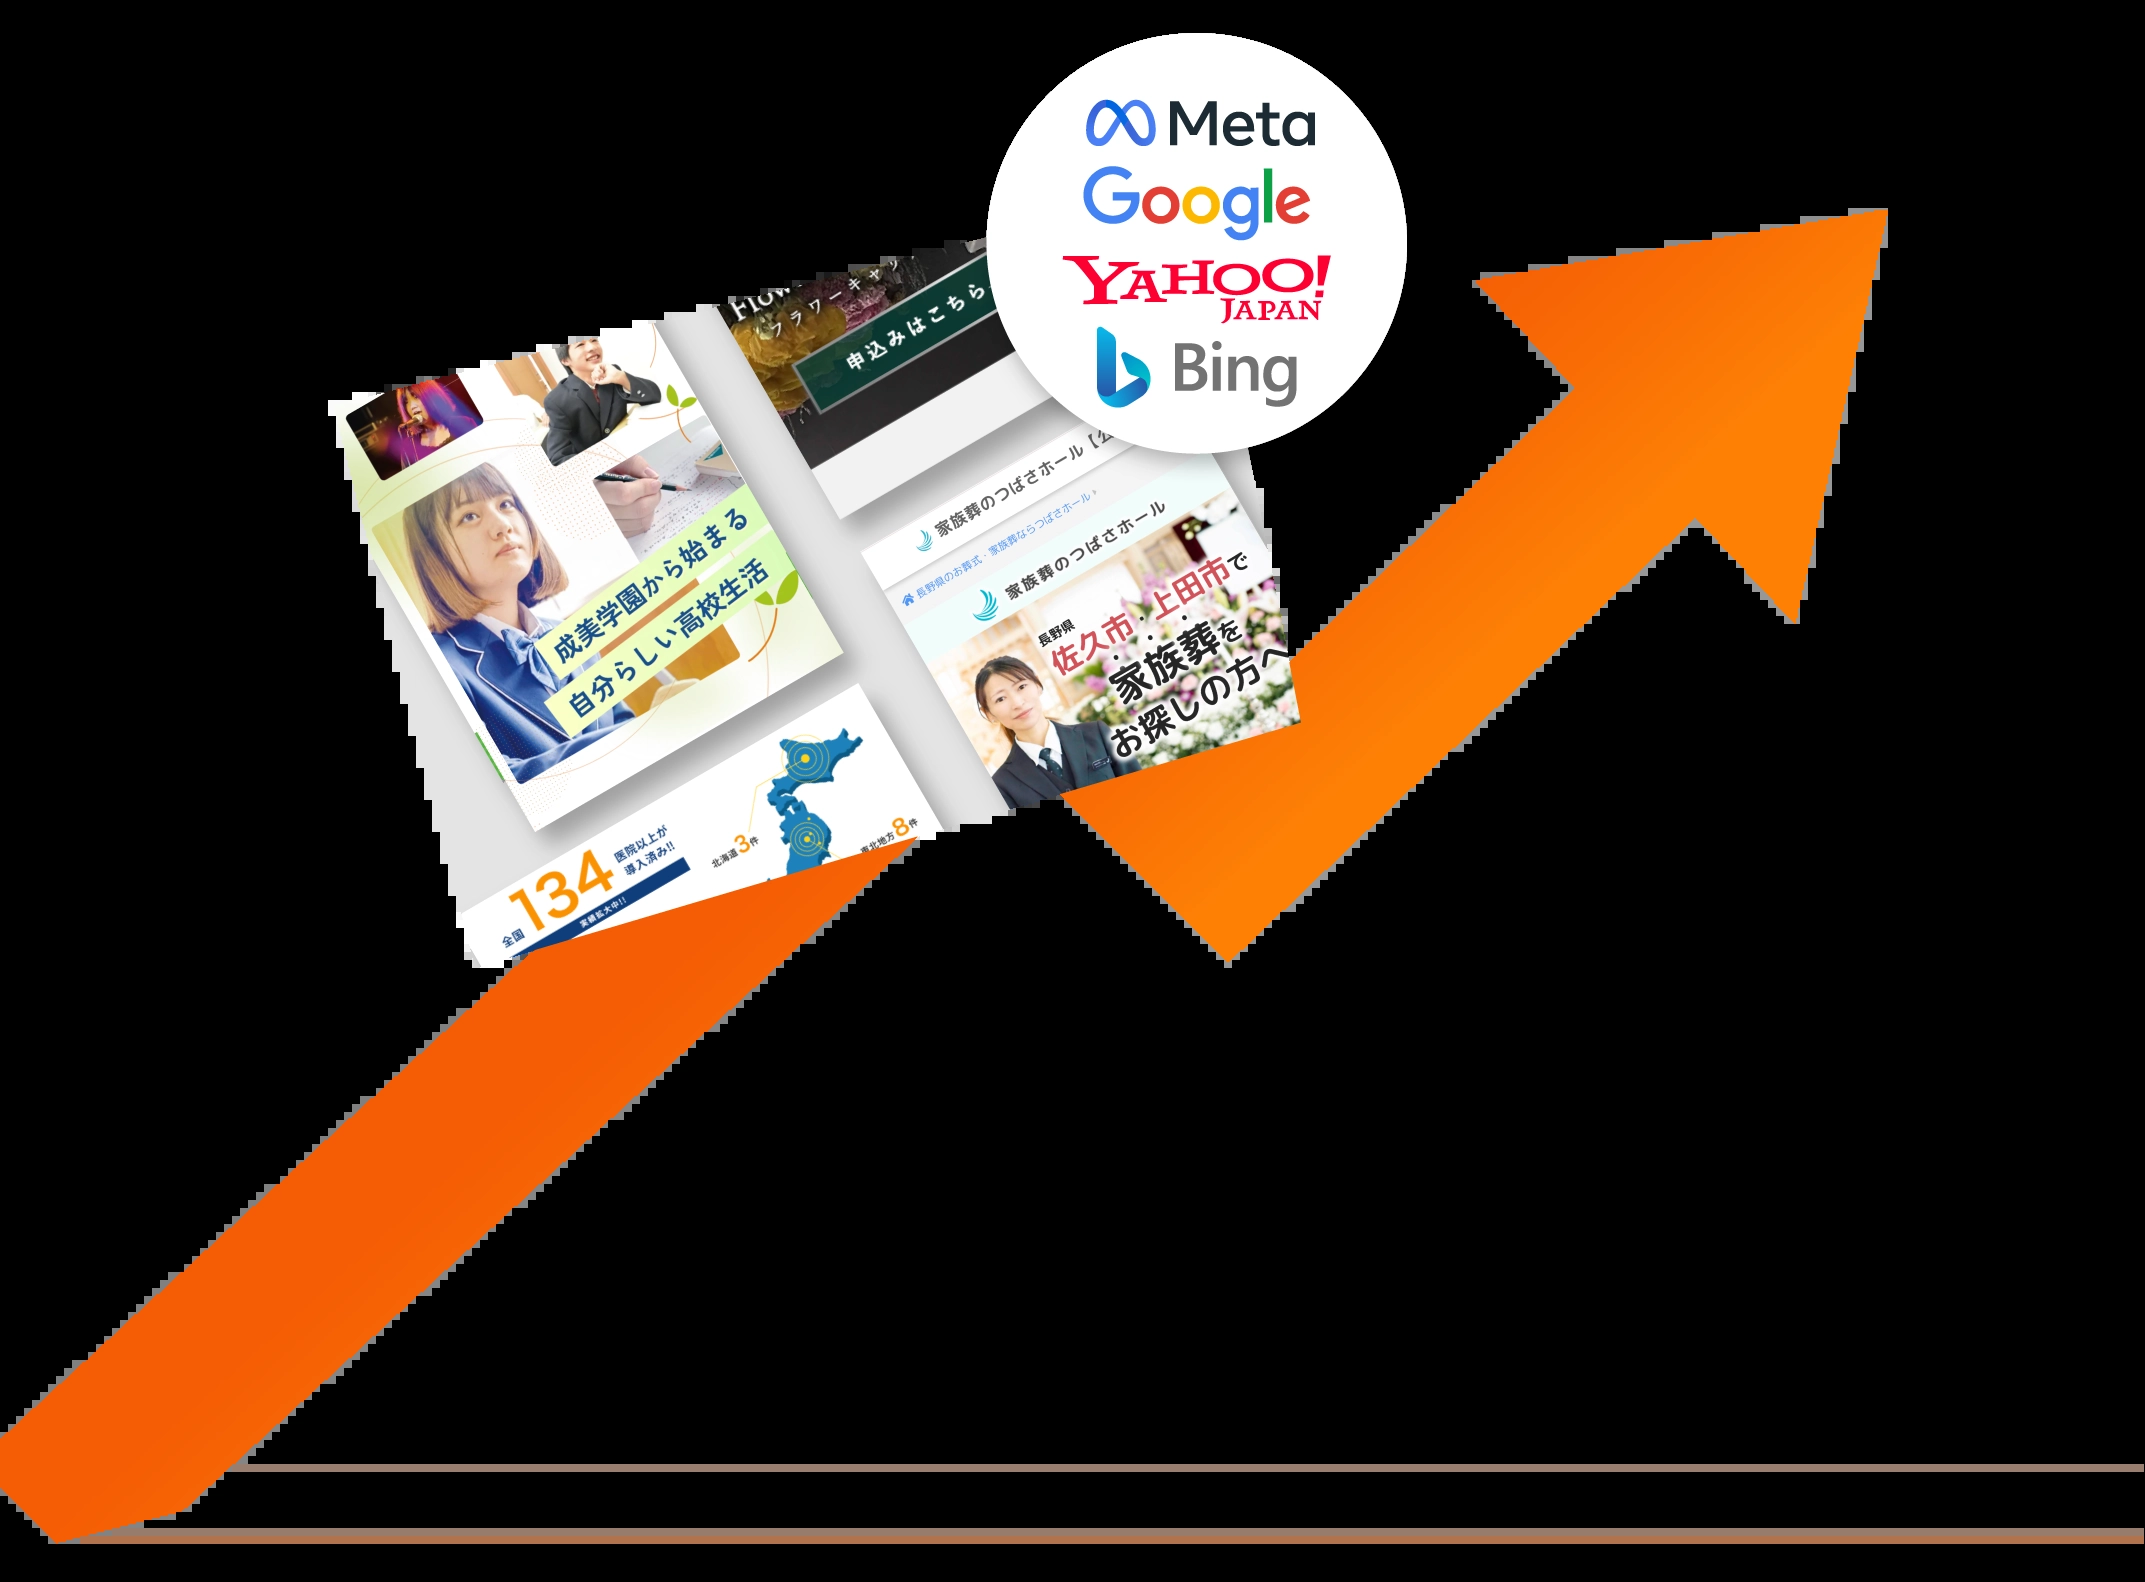 Meta
Google
YAHOO!
JAPAN
Bing
フラワーキャッ
申込みはこちら
家族葬のつばさホール【公
長野県のお葬式・家族葬ならつばさホール ›
家族葬のつばさホール
長野県
佐久市・上田市で
家族葬を
お探しの方へ
成美学園から始まる
自分らしい高校生活
全国
134
医院以上が
導入済み!!
実績拡大中!!
北海道3件
東北地方8件